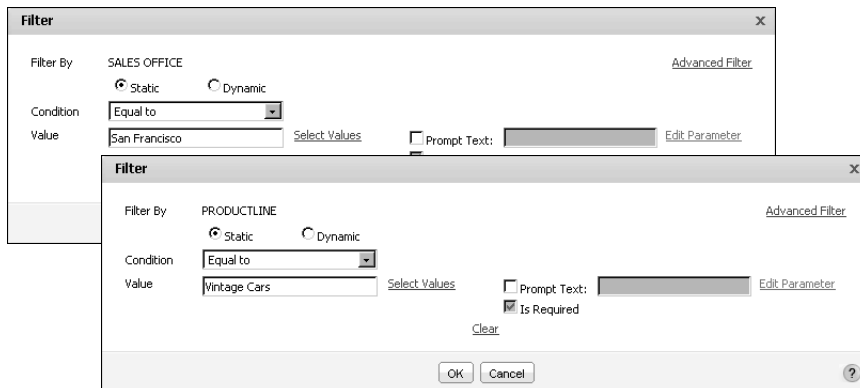 Filter x
Filter By SALES OFFICE Advanced Filter
Static Dynamic
Condition Equal to
Value San Francisco Select Values Prompt Text: Edit Parameter
Filter x
Filter By PRODUCTLINE Advanced Filter
Static Dynamic
Condition Equal to
Value Vintage Cars Select Values Prompt Text: Edit Parameter
Is Required
Clear
OK Cancel ?